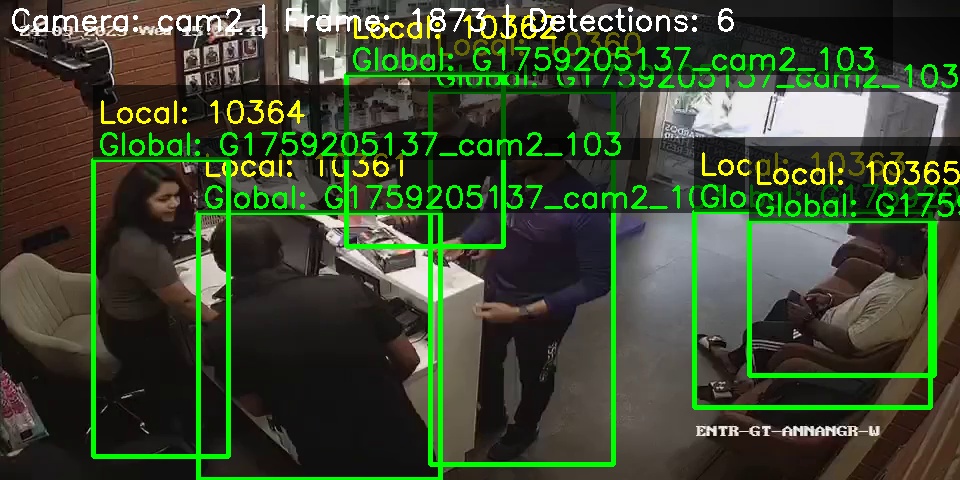 Camera: cam2 | Frame: 1873 | Detections: 6
Local: 10362
Global: G1759205137_cam2_103
Local: 10360
Global: G1759205137_cam2_103
Local: 10364
Global: G1759205137_cam2_103
Local: 10361
Global: G1759205137_cam2_10
Local: 10363
Local: 10365
Global: G1759
ENTR-GT-ANNANGR-W